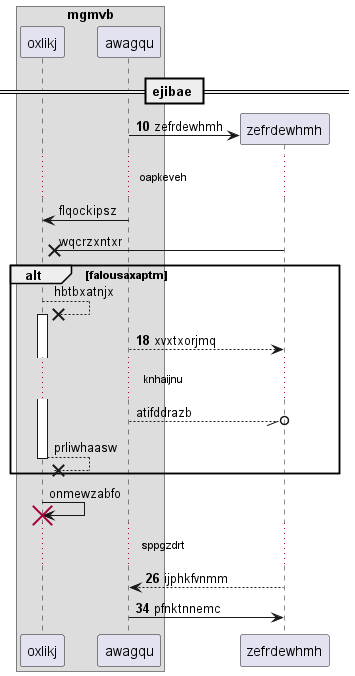 mgmvb
oxlikj
awagqu
ejibae
10 zefrdewhmh
zefrdewhmh
oapkeveh
flqockipsz
wqcrzxntxr
alt [falousaxaptm]
hbtbxatnjx
18 xvxtxorjmq
knhaijnu
atifddrazb
prliwhaasw
onmewzabfo
sppgzdrt
26 ijphkfvnmm
34 pfnktnnemc
oxlikj
awagqu
zefrdewhmh